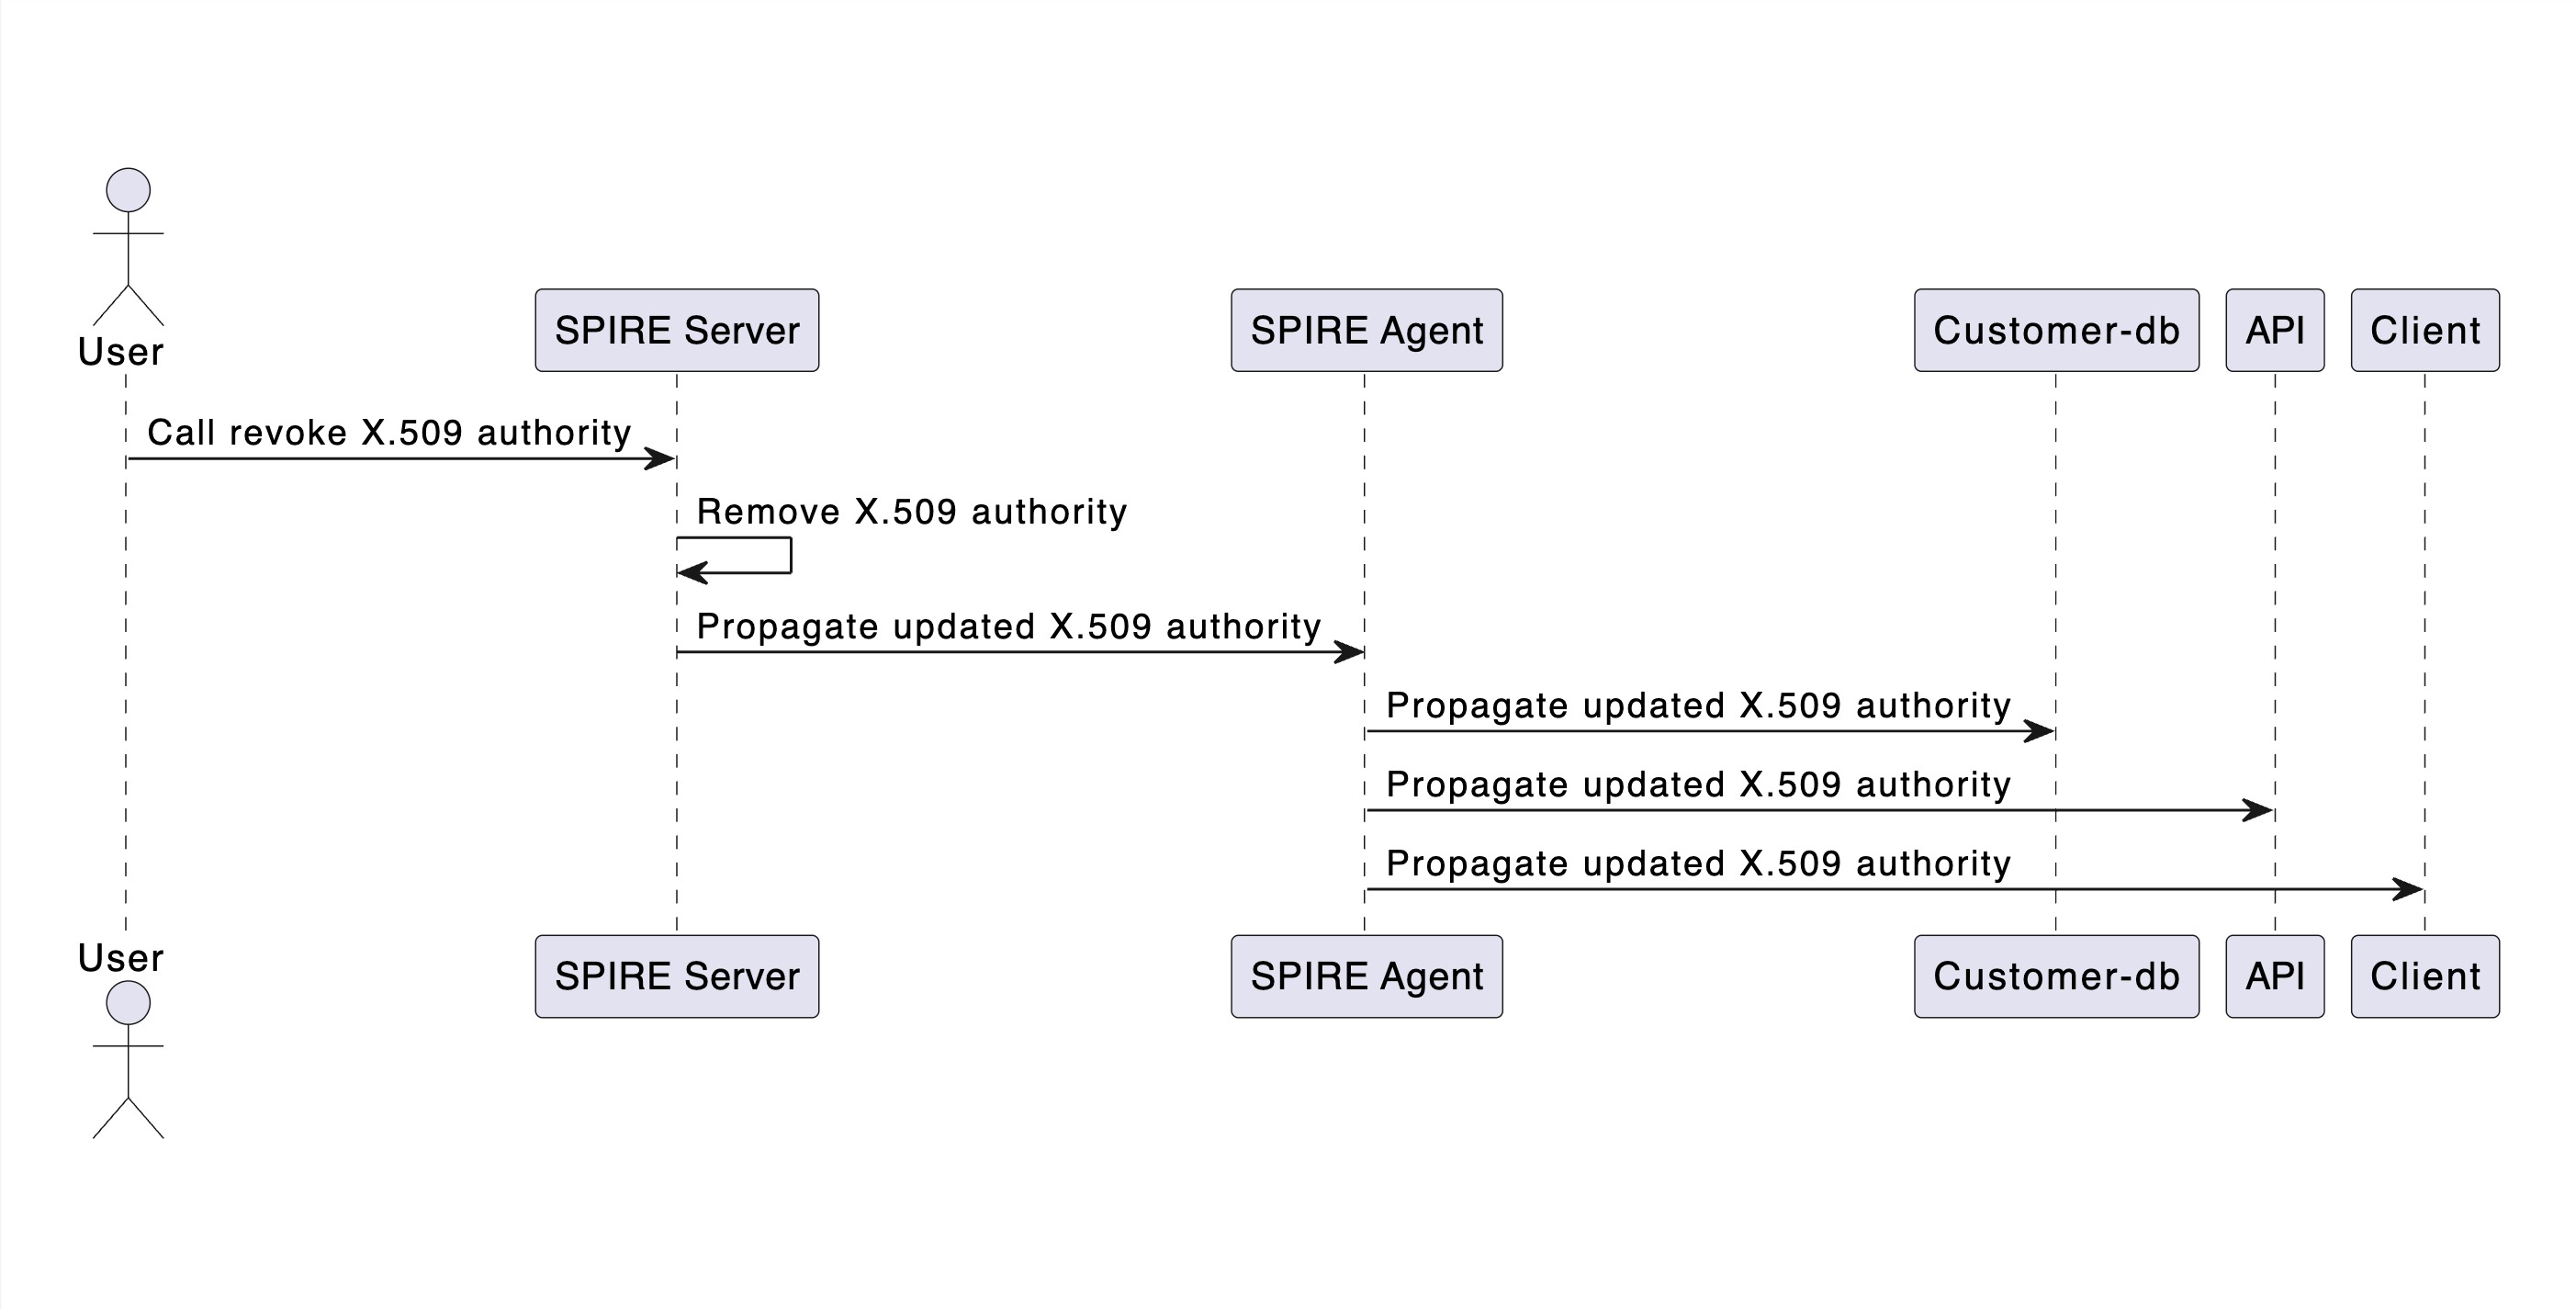 User
SPIRE Server
SPIRE Agent
Customer-db
API
Client
Call revoke X.509 authority
Remove X.509 authority
Propagate updated X.509 authority
Propagate updated X.509 authority
Propagate updated X.509 authority
Propagate updated X.509 authority
User
SPIRE Server
SPIRE Agent
Customer-db
API
Client